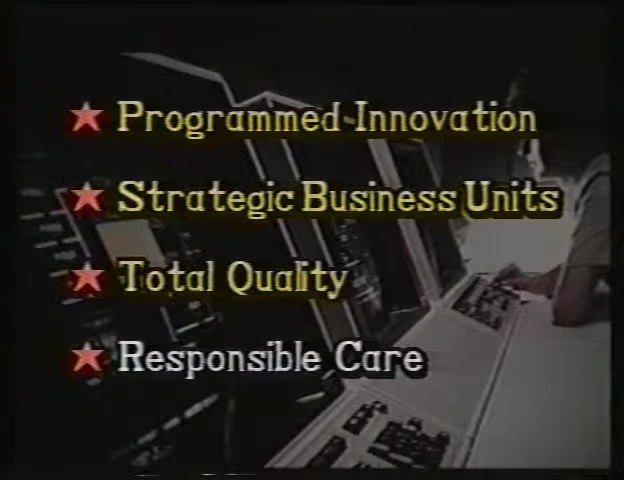 Programmed Innovation
Strategic Business Units
Total Quality
Responsible Care